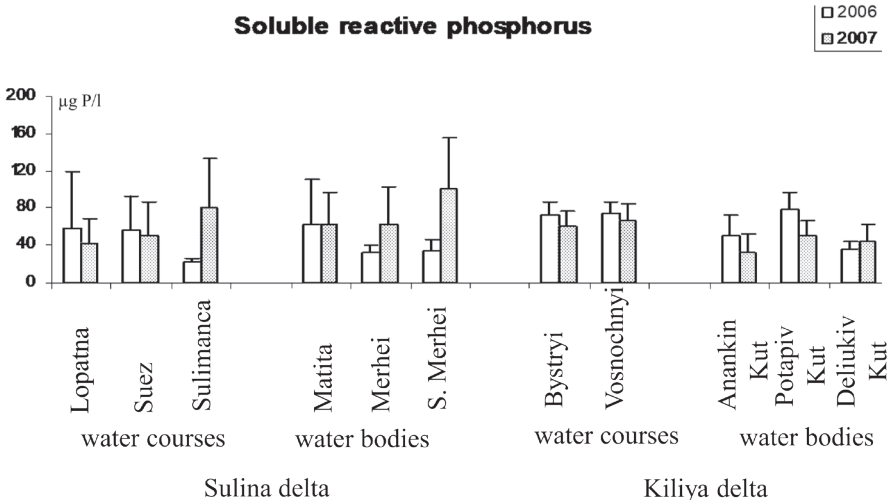 Soluble reactive phosphorus
2006
2007
200
160
120
80
40
0
µg P/l
Lopatna
Suez
Sulimanca
Matita
Merhei
S. Merhei
Bystryi
Vosnochnyi
Anankin
Kut
Potapiv
Kut
Deliukiv
Kut
water courses
water bodies
water courses
water bodies
Sulina delta
Kiliya delta